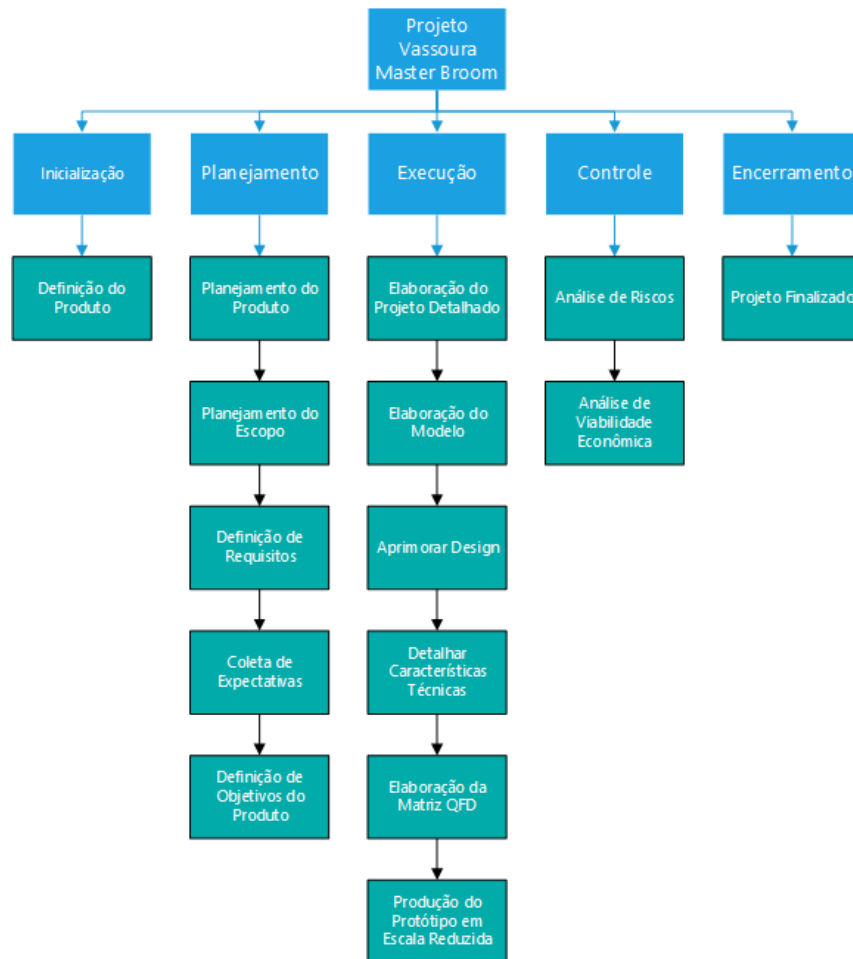 Projeto
Vassoura
Master Broom
Inicialização
Planejamento
Execução
Controle
Encerramento
Definição do
Produto
Planejamento do
Produto
Elaboração do
Projeto Detalhado
Análise de Riscos
Projeto Finalizado
Planejamento do
Escopo
Elaboração do
Modelo
Análise de
Viabilidade
Econômica
Definição de
Requisitos
Aprimorar Design
Coleta de
Expectativas
Detalhar
Características
Técnicas
Definição de
Objetivos do
Produto
Elaboração da
Matriz QFD
Produção do
Protótipo em
Escala Reduzida